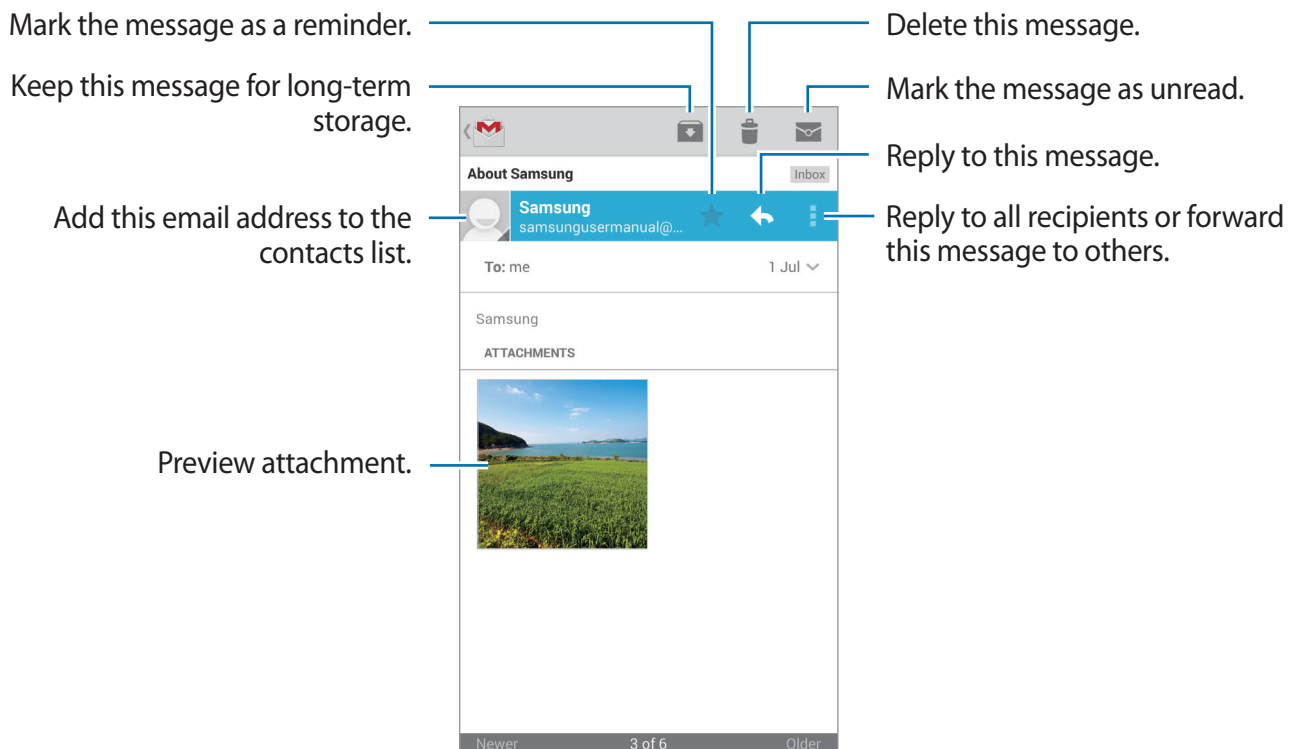 Mark the message as a reminder.
Delete this message.
Keep this message for long-term
storage.
Mark the message as unread.
Reply to this message.
About Samsung
Inbox
Add this email address to the
contacts list.
Samsung
samsungusermanual@...
Reply to all recipients or forward
this message to others.
To: me
1 Jul
Samsung
ATTACHMENTS
Preview attachment.
Newer
3 of 6
Older